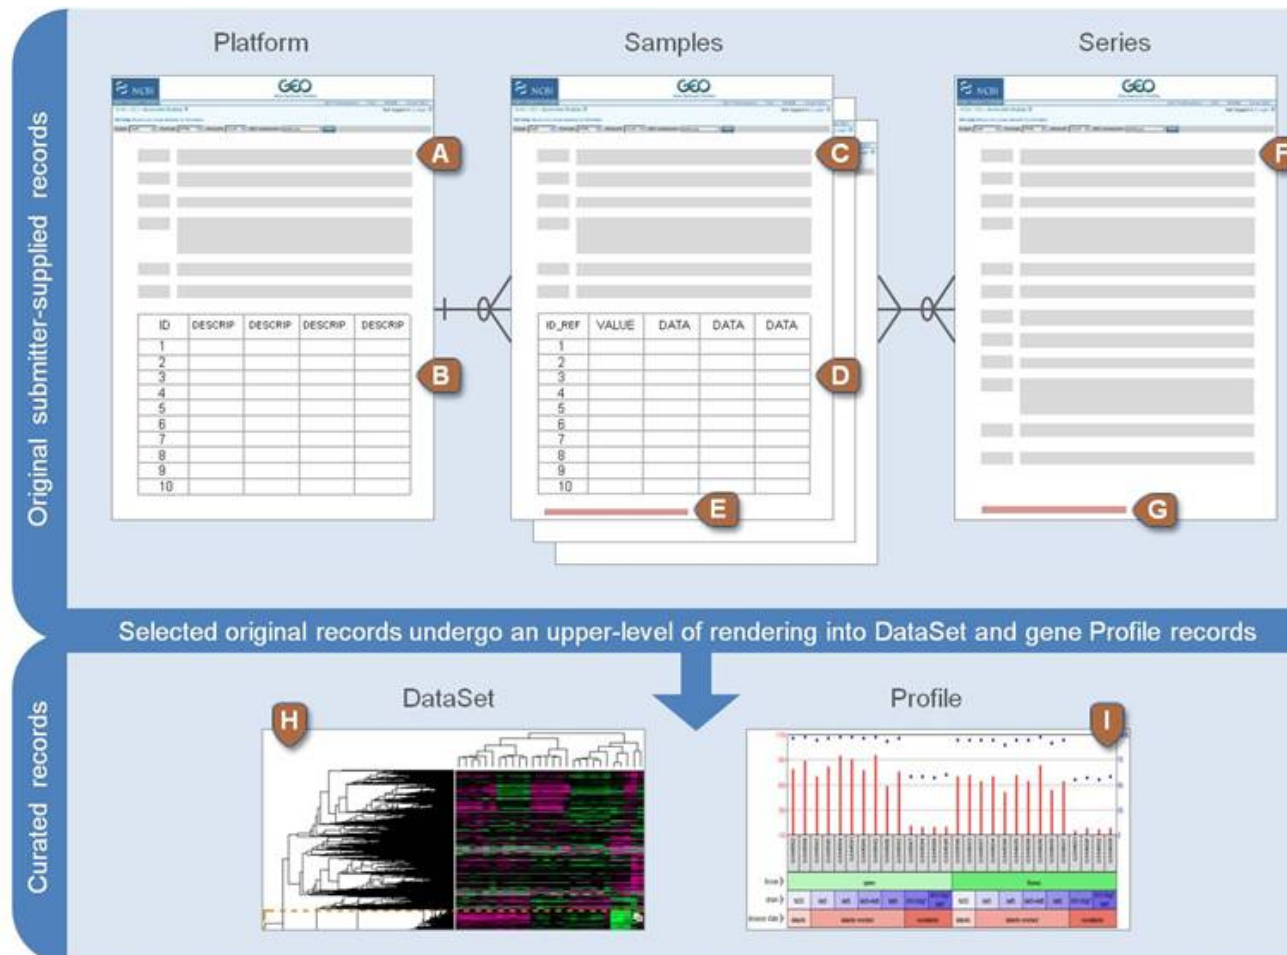 Platform
Samples
Series
NCBI
GEO
NCBI
GEO
NCBI
GEO
A
C
F
ID DESCRIP DESCRIP DESCRIP DESCRIP
1
2
3
4
5
6
7
8
9
10
B
ID_REF VALUE DATA DATA DATA
1
2
3
4
5
6
7
8
9
10
D
E
G
Original submitter-supplied records
Selected original records undergo an upper-level of rendering into DataSet and gene Profile records
Curated records
DataSet
Profile
H
I